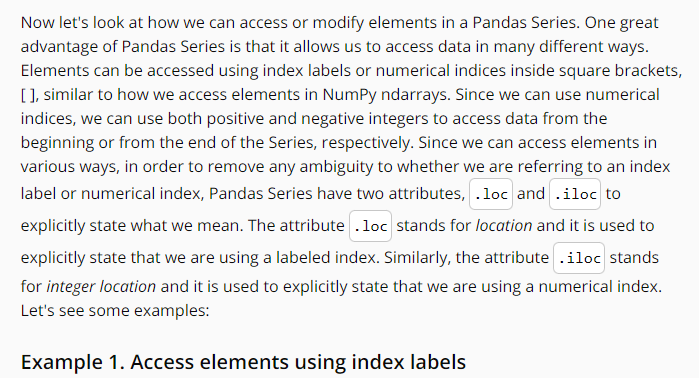 Now let's look at how we can access or modify elements in a Pandas Series. One great
advantage of Pandas Series is that it allows us to access data in many different ways.
Elements can be accessed using index labels or numerical indices inside square brackets,
[ ], similar to how we access elements in NumPy ndarrays. Since we can use numerical
indices, we can use both positive and negative integers to access data from the
beginning or from the end of the Series, respectively. Since we can access elements in
various ways, in order to remove any ambiguity to whether we are referring to an index
label or numerical index, Pandas Series have two attributes, .loc and .iloc to
explicitly state what we mean. The attribute .loc stands for location and it is used to
explicitly state that we are using a labeled index. Similarly, the attribute .iloc stands
for integer location and it is used to explicitly state that we are using a numerical index.
Let's see some examples:
Example 1. Access elements using index labels